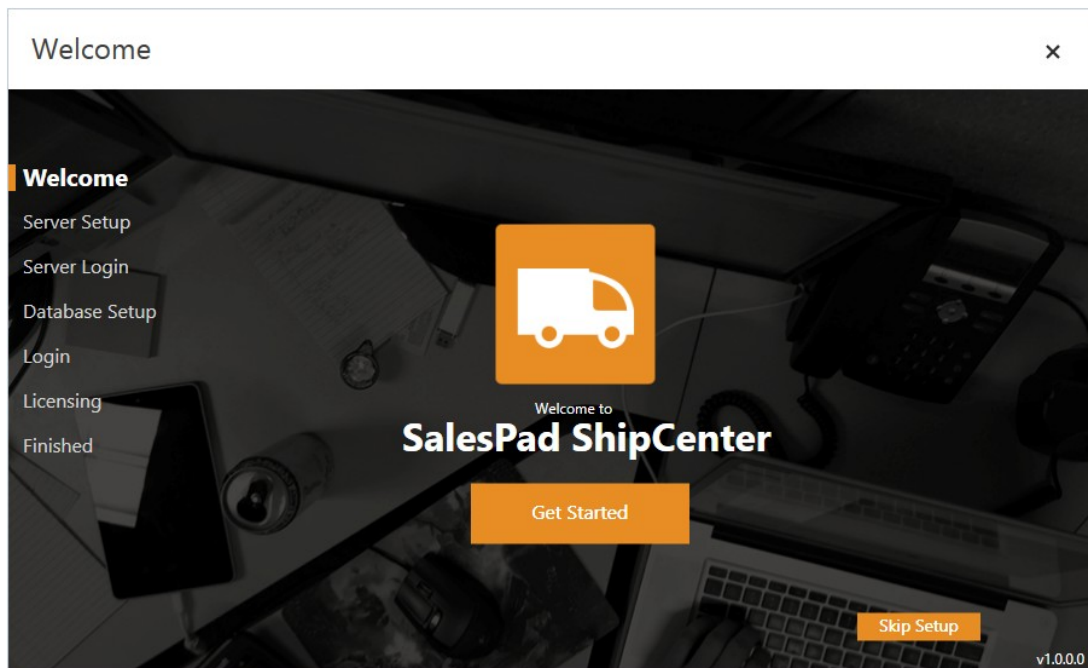 Welcome
×
Welcome
Server Setup
Server Login
Database Setup
Login
Licensing
Finished
Welcome to
SalesPad ShipCenter
Get Started
Skip Setup
v1.0.0.0